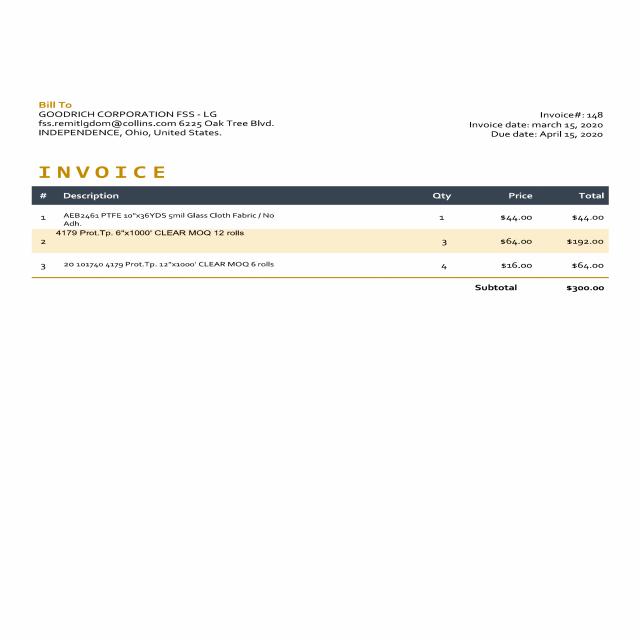 Bill To
GOODRICH CORPORATION FSS - LG
fss.remitlgdom@collins.com 6225 Oak Tree Blvd.
INDEPENDENCE, Ohio, United States.
Invoice#: 148
Invoice date: march 15, 2020
Due date: April 15, 2020
INVOICE
# Description Qty Price Total
1 AEB2461 PTFE 10"x36YDS 5mil Glass Cloth Fabric / No Adh. 1 $44.00 $44.00
2 4179 Prot.Tp. 6"x1000' CLEAR MOQ 12 rolls 3 $64.00 $192.00
3 20 101740 4179 Prot.Tp. 12"x1000' CLEAR MOQ 6 rolls 4 $16.00 $64.00
Subtotal $300.00